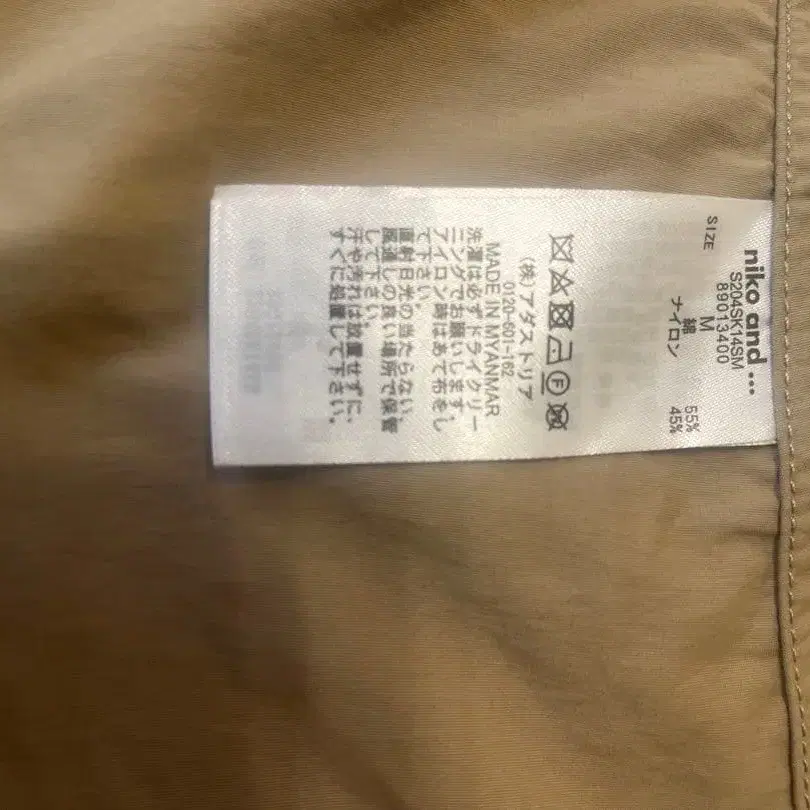 niko and ...
S204SK14SM
89013400
SIZE M
綿 55%
ナイロン 45%
(株)アダストリア
0120-601-162
MADE IN MYANMAR
洗濯は必ずドライクリー
ニングでお願いします。
アイロン時はあて布をし
て下さい。
直射日光の当たらない
風通しの良い場所で保管
して下さい。
汗や汚れは放置せずに、
すぐに処置して下さい。